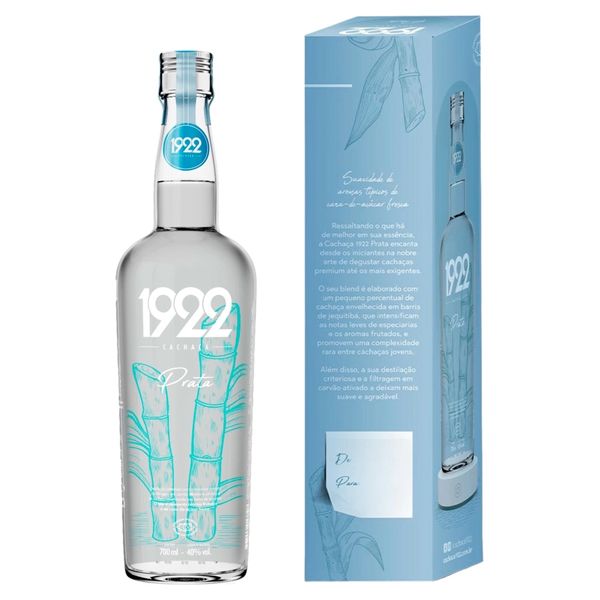 1922
1922
CACHAÇA
Prata
700 ml - 40% vol.
1922
Suavidade de
aromas típicos de
cana-de-açúcar fresca
Ressaltando o que há
de melhor em sua essência,
a Cachaça 1922 Prata encanta
desde os iniciantes na nobre
arte de degustar cachaças
premium até os mais exigentes.
O seu blend é elaborado com
um pequeno percentual de
cachaça envelhecida em barris
de jequitibá, que intensificam
as notas leves de especiarias
e os aromas frutados, e
promovem uma complexidade
rara entre cachaças jovens.
Além disso, a sua destilação
criteriosa e a filtragem em
carvão ativado a deixam mais
suave e agradável.
De
Para
1922
1922
Prata